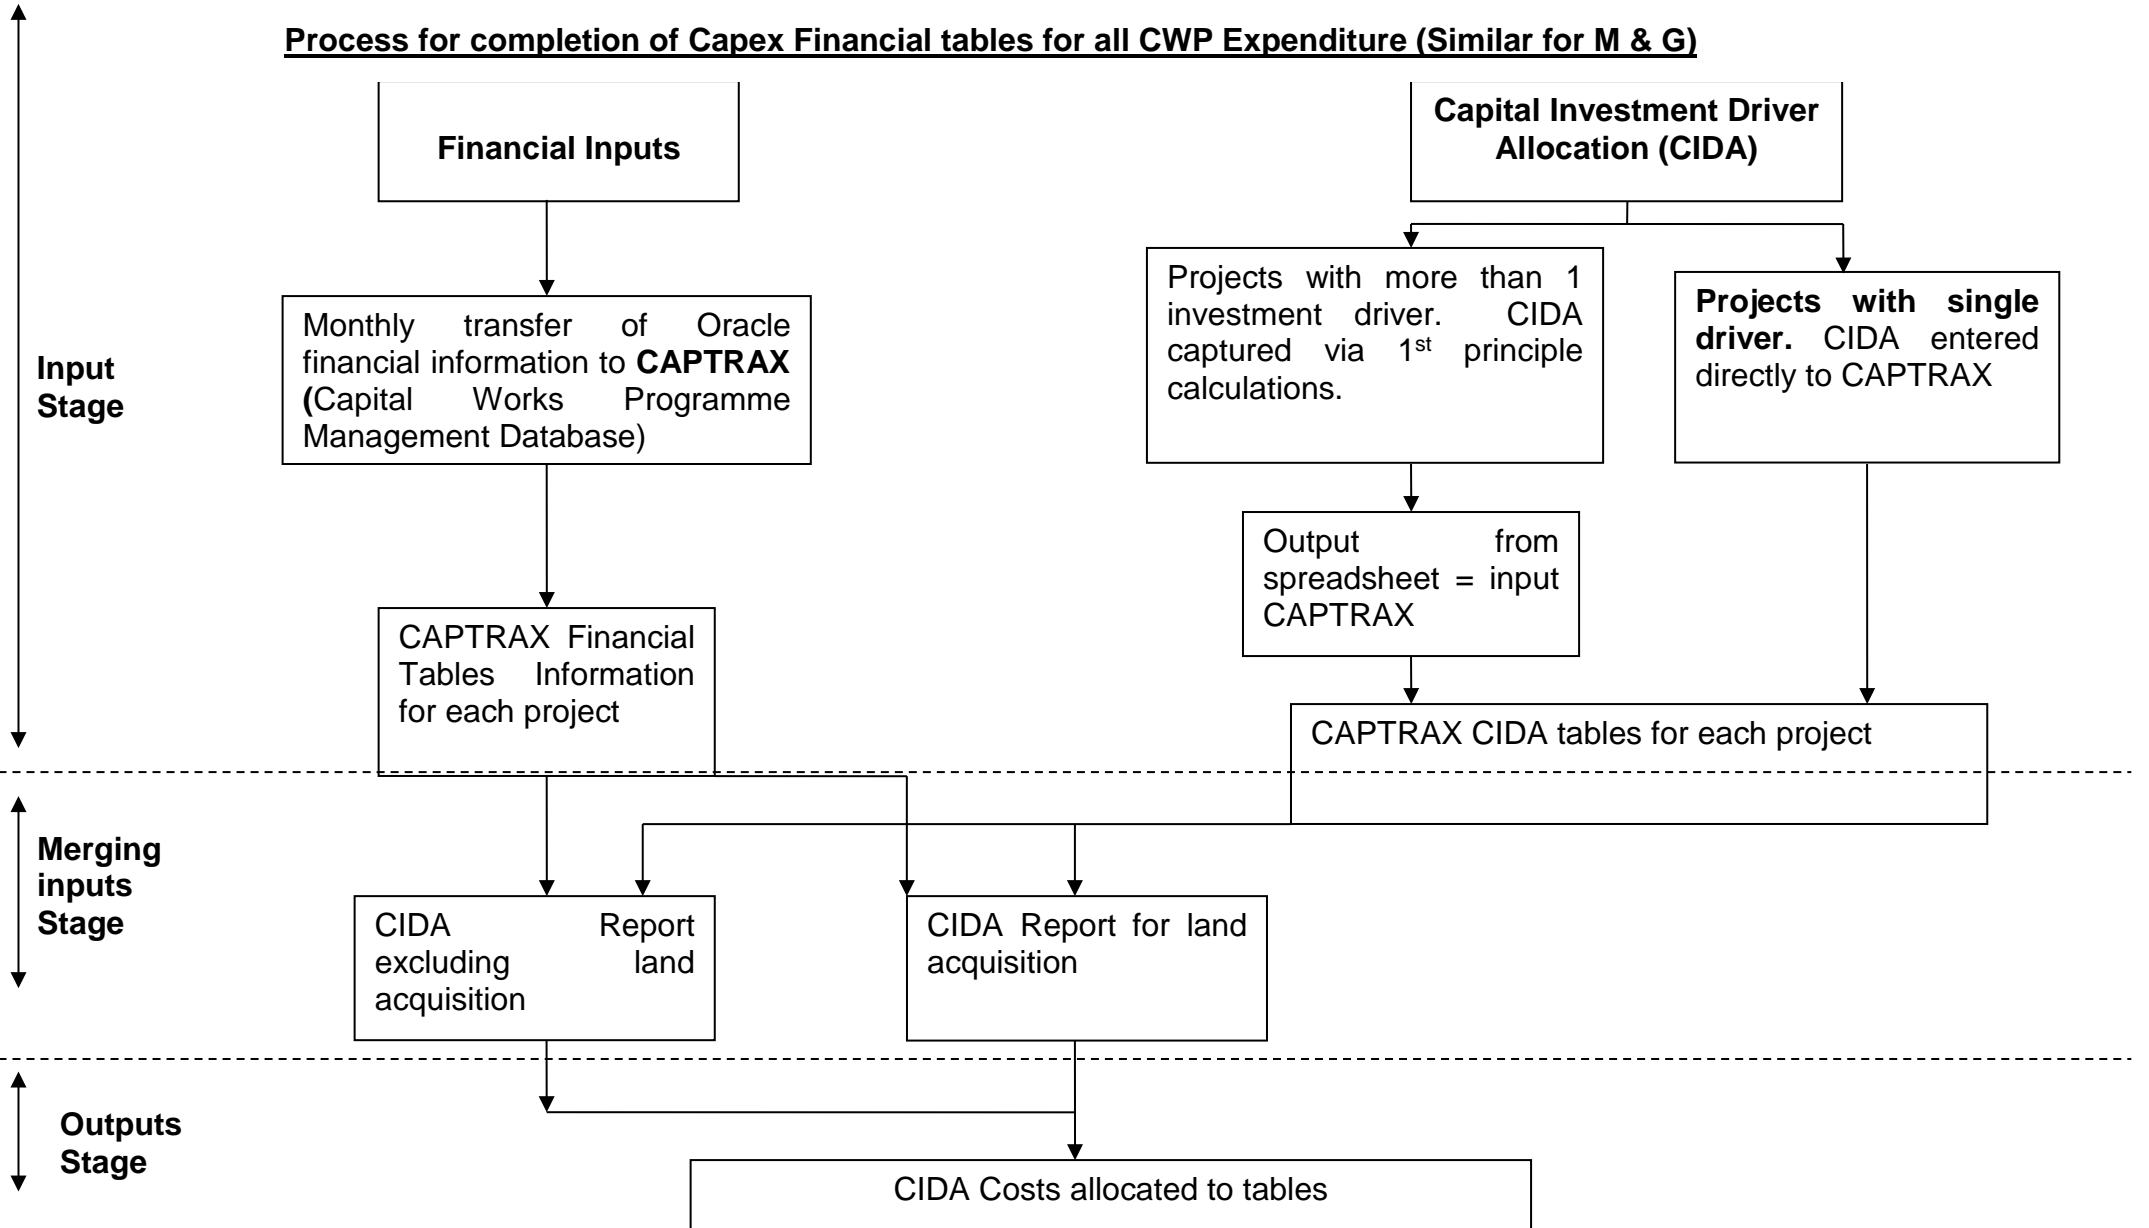 Process for completion of Capex Financial tables for all CWP Expenditure (Similar for M & G)
Financial Inputs
Capital Investment Driver
Allocation (CIDA)
Input
Stage
Monthly transfer of Oracle
financial information to CAPTRAX
(Capital Works Programme
Management Database)
Projects with more than 1
investment driver. CIDA
captured via 1st principle
calculations.
Projects with single
driver. CIDA entered
directly to CAPTRAX
Output from
spreadsheet = input
CAPTRAX
CAPTRAX Financial
Tables Information
for each project
CAPTRAX CIDA tables for each project
Merging
inputs
Stage
CIDA Report
excluding land
acquisition
CIDA Report for land
acquisition
Outputs
Stage
CIDA Costs allocated to tables